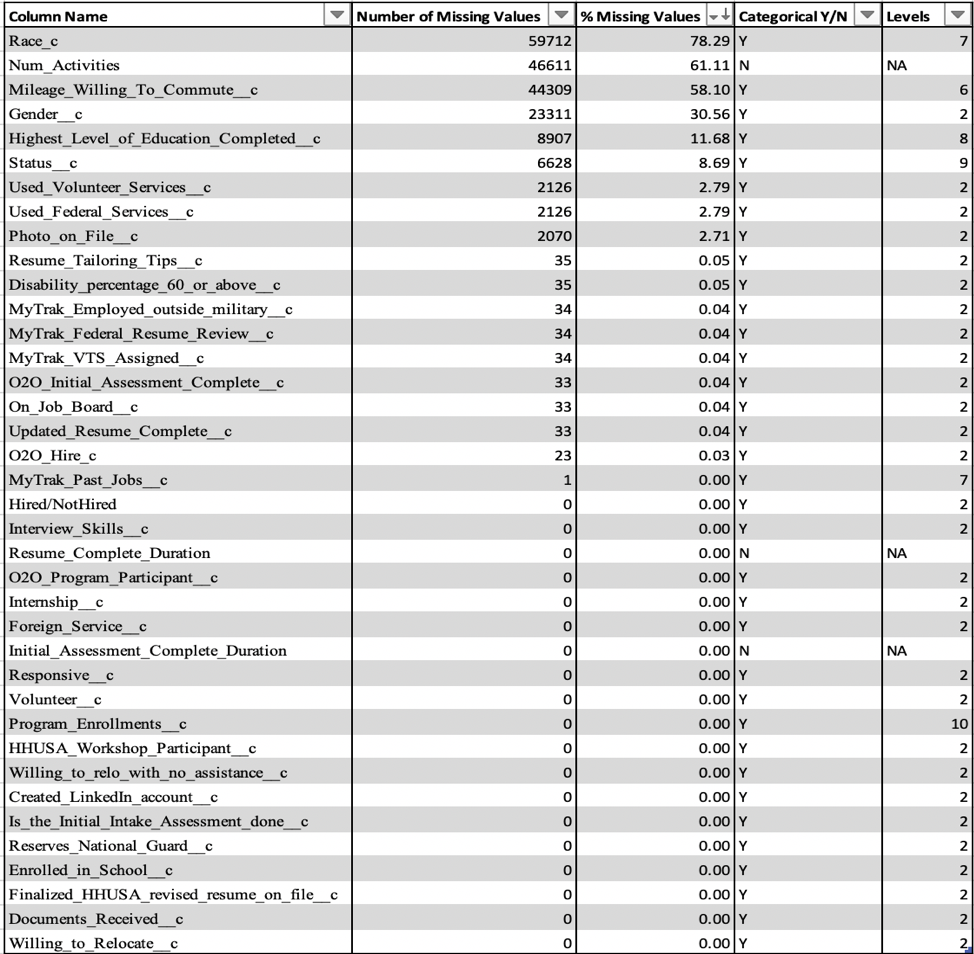 Column Name Number of Missing Values % Missing Values Categorical Y/N Levels
Race_c 59712 78.29 Y 7
Num_Activities 46611 61.11 N NA
Mileage_Willing_To_Commute__c 44309 58.10 Y 6
Gender__c 23311 30.56 Y 2
Highest_Level_of_Education_Completed__c 8907 11.68 Y 8
Status__c 6628 8.69 Y 9
Used_Volunteer_Services__c 2126 2.79 Y 2
Used_Federal_Services__c 2126 2.79 Y 2
Photo_on_File__c 2070 2.71 Y 2
Resume_Tailoring_Tips__c 35 0.05 Y 2
Disability_percentage_60_or_above__c 35 0.05 Y 2
MyTrak_Employed_outside_military__c 34 0.04 Y 2
MyTrak_Federal_Resume_Review__c 34 0.04 Y 2
MyTrak_VTS_Assigned__c 34 0.04 Y 2
O2O_Initial_Assessment_Complete__c 33 0.04 Y 2
On_Job_Board__c 33 0.04 Y 2
Updated_Resume_Complete__c 33 0.04 Y 2
O2O_Hire_c 23 0.03 Y 2
MyTrak_Past_Jobs__c 1 0.00 Y 7
Hired/NotHired 0 0.00 Y 2
Interview_Skills__c 0 0.00 Y 2
Resume_Complete_Duration 0 0.00 N NA
O2O_Program_Participant__c 0 0.00 Y 2
Internship__c 0 0.00 Y 2
Foreign_Service__c 0 0.00 Y 2
Initial_Assessment_Complete_Duration 0 0.00 N NA
Responsive__c 0 0.00 Y 2
Volunteer__c 0 0.00 Y 2
Program_Enrollments__c 0 0.00 Y 10
HHUSA_Workshop_Participant__c 0 0.00 Y 2
Willing_to_relo_with_no_assistance__c 0 0.00 Y 2
Created_LinkedIn_account__c 0 0.00 Y 2
Is_the_Initial_Intake_Assessment_done__c 0 0.00 Y 2
Reserves_National_Guard__c 0 0.00 Y 2
Enrolled_in_School__c 0 0.00 Y 2
Finalized_HHUSA_revised_resume_on_file__c 0 0.00 Y 2
Documents_Received__c 0 0.00 Y 2
Willing_to_Relocate__c 0 0.00 Y 2